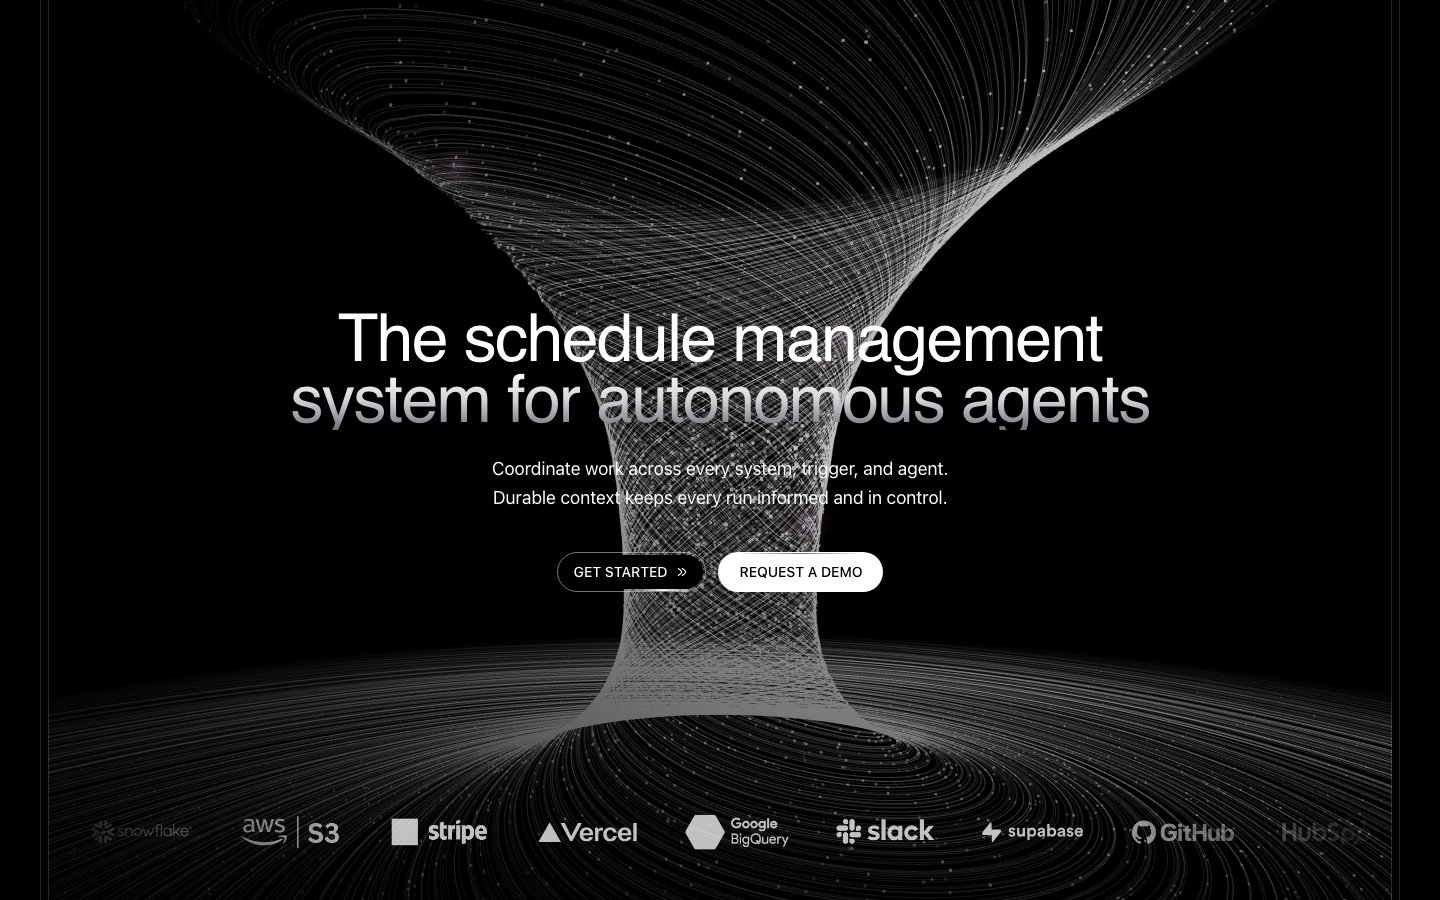 The schedule management
system for autonomous agents
Coordinate work across every system, trigger, and agent.
Durable context keeps every run informed and in control.
GET STARTED »
REQUEST A DEMO
snowflake
aws | S3
stripe
Vercel
Google
BigQuery
slack
supabase
GitHub
HubSp